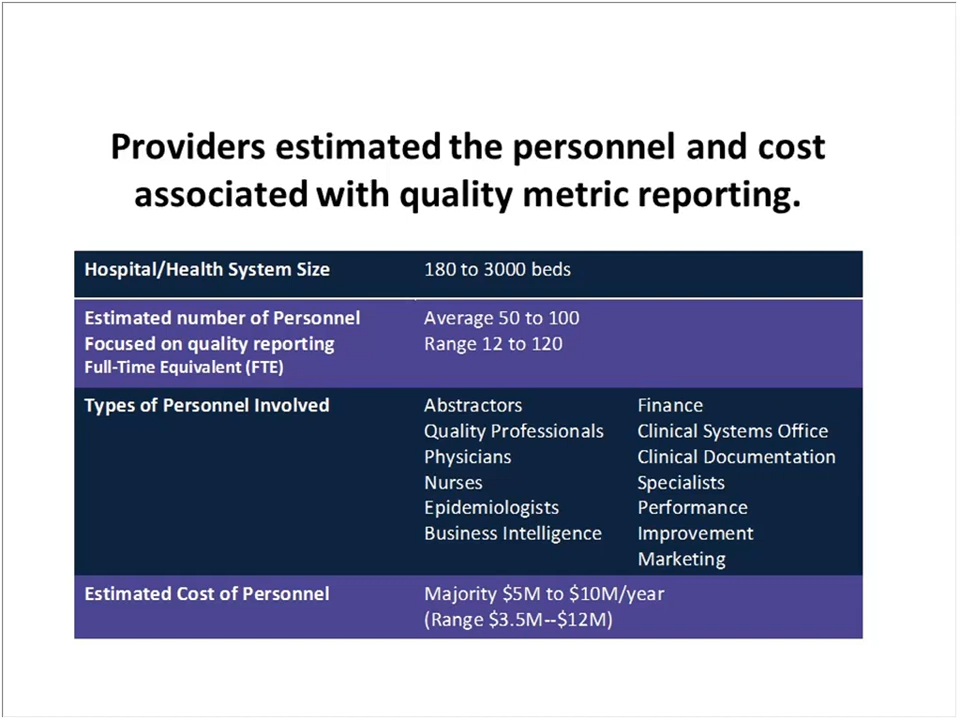 Providers estimated the personnel and cost
associated with quality metric reporting.
Hospital/Health System Size
180 to 3000 beds
Estimated number of Personnel
Focused on quality reporting
Full-Time Equivalent (FTE)
Average 50 to 100
Range 12 to 120
Types of Personnel Involved
Abstractors
Quality Professionals
Physicians
Nurses
Epidemiologists
Business Intelligence
Finance
Clinical Systems Office
Clinical Documentation
Specialists
Performance
Improvement
Marketing
Estimated Cost of Personnel
Majority $5M to $10M/year
(Range $3.5M--$12M)